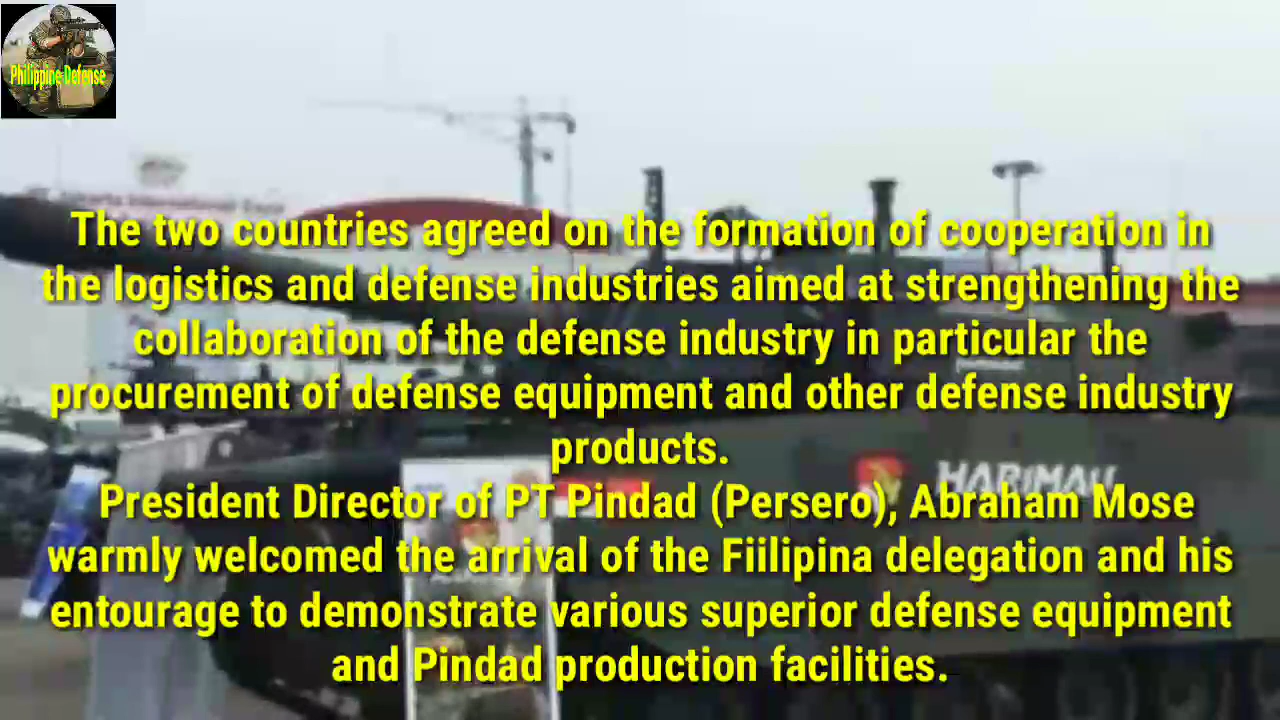 Philippine Defense
The two countries agreed on the formation of cooperation in
the logistics and defense industries aimed at strengthening the
collaboration of the defense industry in particular the
procurement of defense equipment and other defense industry
products.
HARIMAU
President Director of PT Pindad (Persero), Abraham Mose
warmly welcomed the arrival of the Fiilipina delegation and his
entourage to demonstrate various superior defense equipment
and Pindad production facilities.